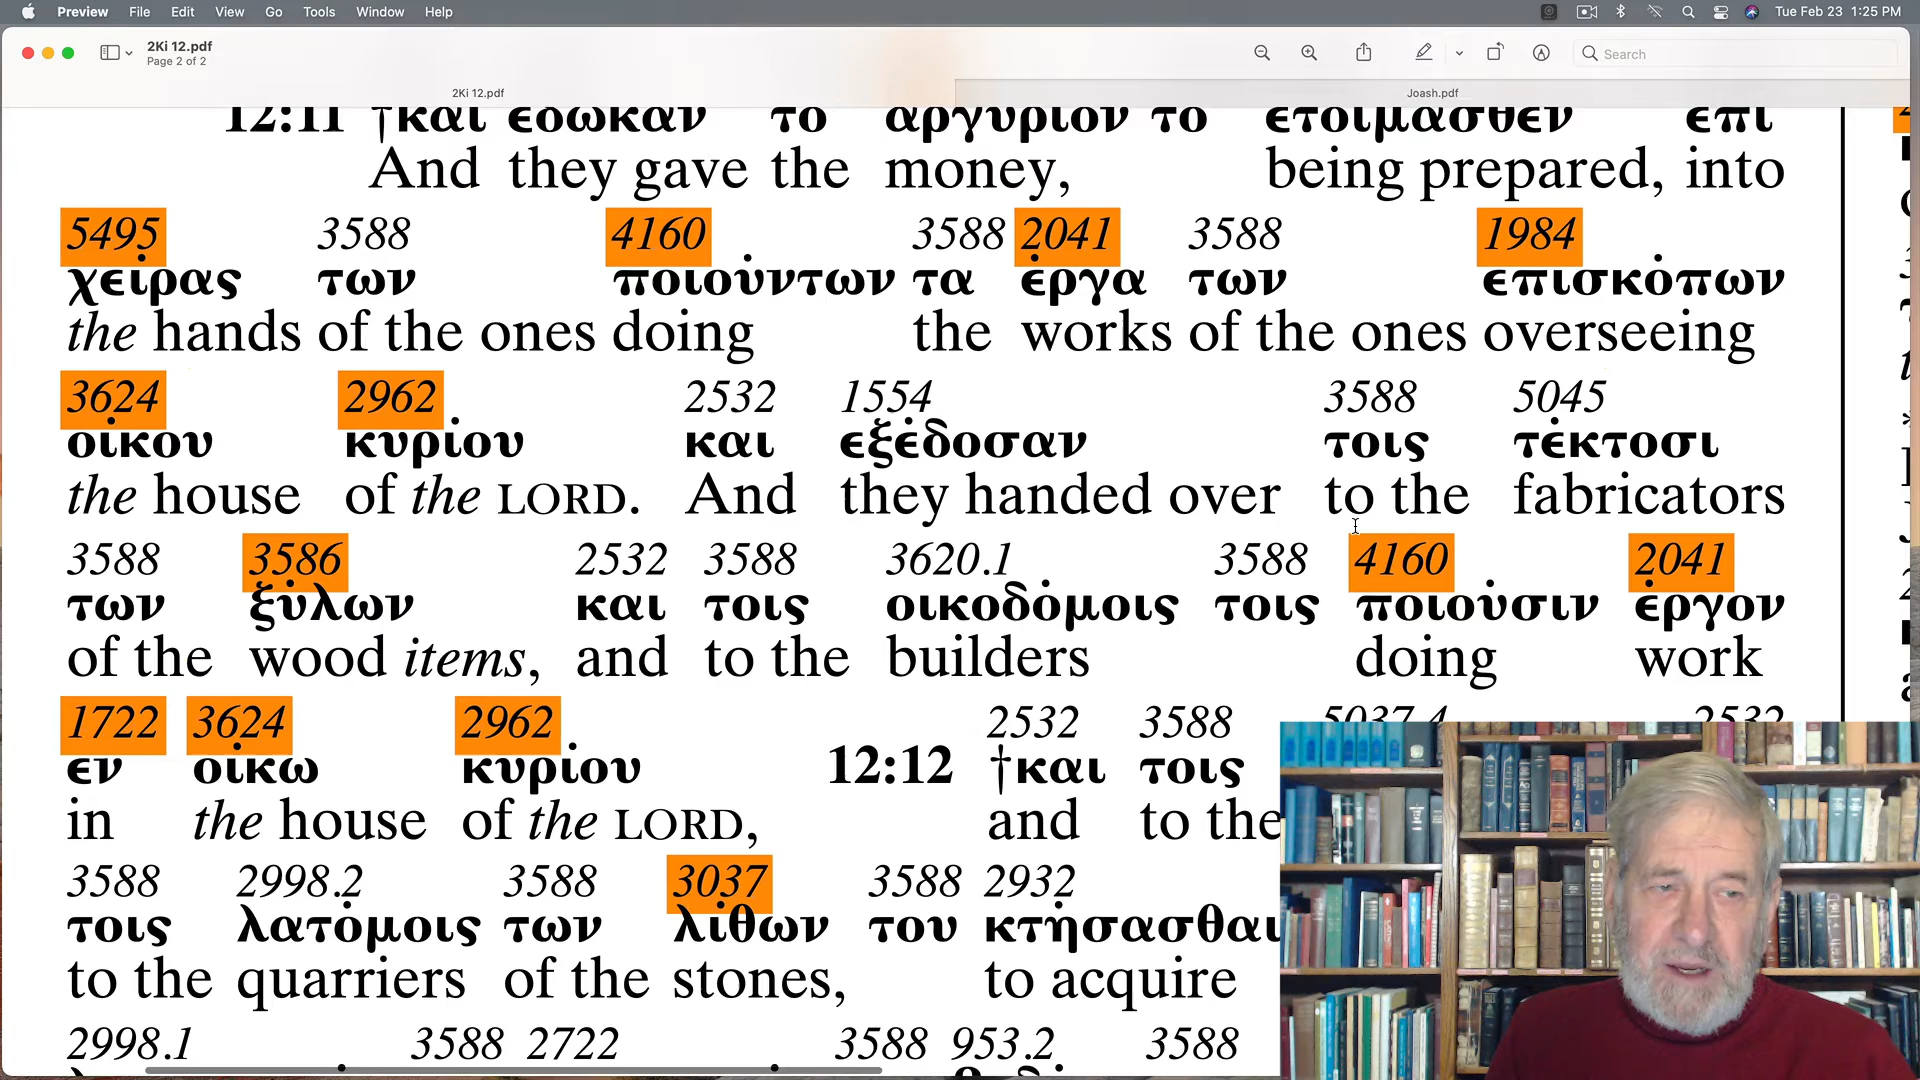 Preview File Edit View Go Tools Window Help Tue Feb 23 1:25 PM
2Ki 12.pdf
Page 2 of 2
Search
2Ki 12.pdf Joash.pdf
12:11 †και εδωκαν το αργυριον το ετοιμασθεν επι
And they gave the money, being prepared, into
5495 3588 4160 3588 2041 3588 1984
χείρας των ποιούντων τα έργα των επισκόπων
the hands of the ones doing the works of the ones overseeing
3624 2962 2532 1554 3588 5045
οίκου κυρίου και εξέδοσαν τοις τέκτοσι
the house of the LORD. And they handed over to the fabricators
3588 3586 2532 3588 3620.1 3588 4160 2041
των ξύλων και τοις οικοδόμοις τοις ποιούσιν έργον
of the wood items, and to the builders doing work
1722 3624 2962 2532 3588 5037.4 2532
εν οίκω κυρίου 12:12 †και τοις
in the house of the LORD, and to the
3588 2998.2 3588 3037 3588 2932
τοις λατόμοις των λίθων του κτήσασθαι
to the quarriers of the stones, to acquire
2998.1 3588 2722 3588 953.2 3588